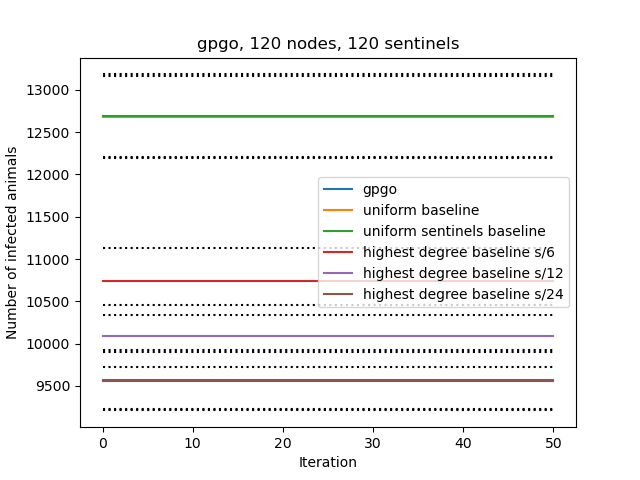 gpgo, 120 nodes, 120 sentinels
13000
12500
12000
11500
11000
10500
10000
9500
Number of infected animals
gpgo
uniform baseline
uniform sentinels baseline
highest degree baseline s/6
highest degree baseline s/12
highest degree baseline s/24
0 10 20 30 40 50
Iteration